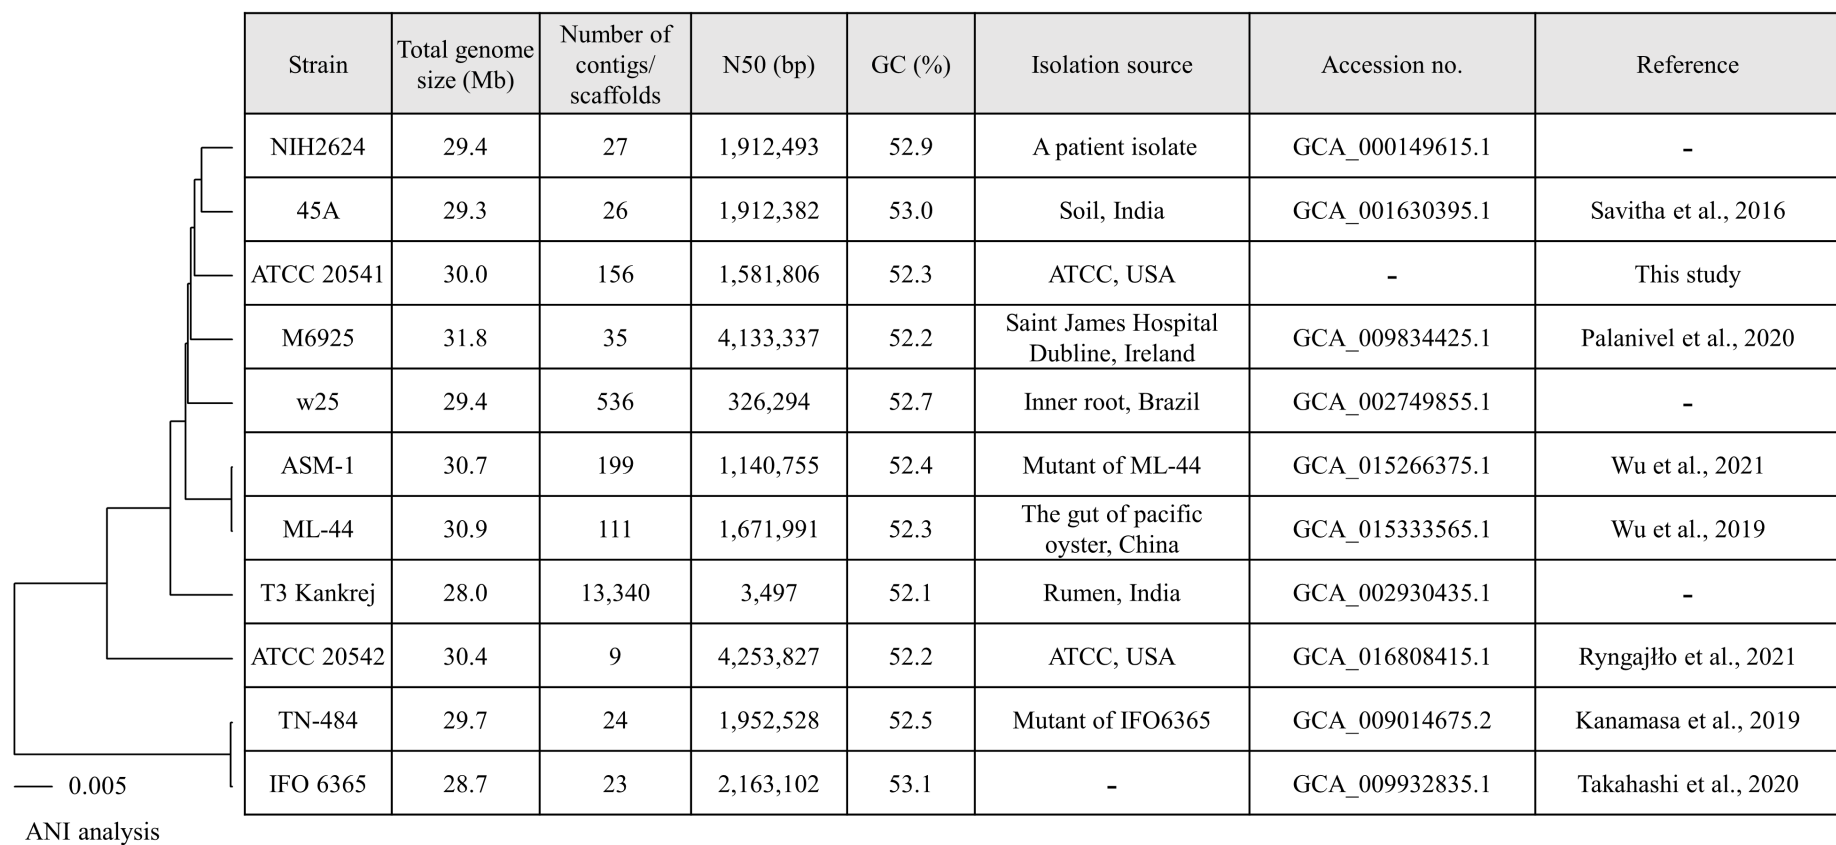 Strain Total genome size (Mb) Number of contigs/ scaffolds N50 (bp) GC (%) Isolation source Accession no. Reference
NIH2624 29.4 27 1,912,493 52.9 A patient isolate GCA_000149615.1 -
45A 29.3 26 1,912,382 53.0 Soil, India GCA_001630395.1 Savitha et al., 2016
ATCC 20541 30.0 156 1,581,806 52.3 ATCC, USA - This study
M6925 31.8 35 4,133,337 52.2 Saint James Hospital Dubline, Ireland GCA_009834425.1 Palanivel et al., 2020
w25 29.4 536 326,294 52.7 Inner root, Brazil GCA_002749855.1 -
ASM-1 30.7 199 1,140,755 52.4 Mutant of ML-44 GCA_015266375.1 Wu et al., 2021
ML-44 30.9 111 1,671,991 52.3 The gut of pacific oyster, China GCA_015333565.1 Wu et al., 2019
T3 Kankrej 28.0 13,340 3,497 52.1 Rumen, India GCA_002930435.1 -
ATCC 20542 30.4 9 4,253,827 52.2 ATCC, USA GCA_016808415.1 Ryngajłło et al., 2021
TN-484 29.7 24 1,952,528 52.5 Mutant of IFO6365 GCA_009014675.2 Kanamasa et al., 2019
IFO 6365 28.7 23 2,163,102 53.1 - GCA_009932835.1 Takahashi et al., 2020
0.005
ANI analysis